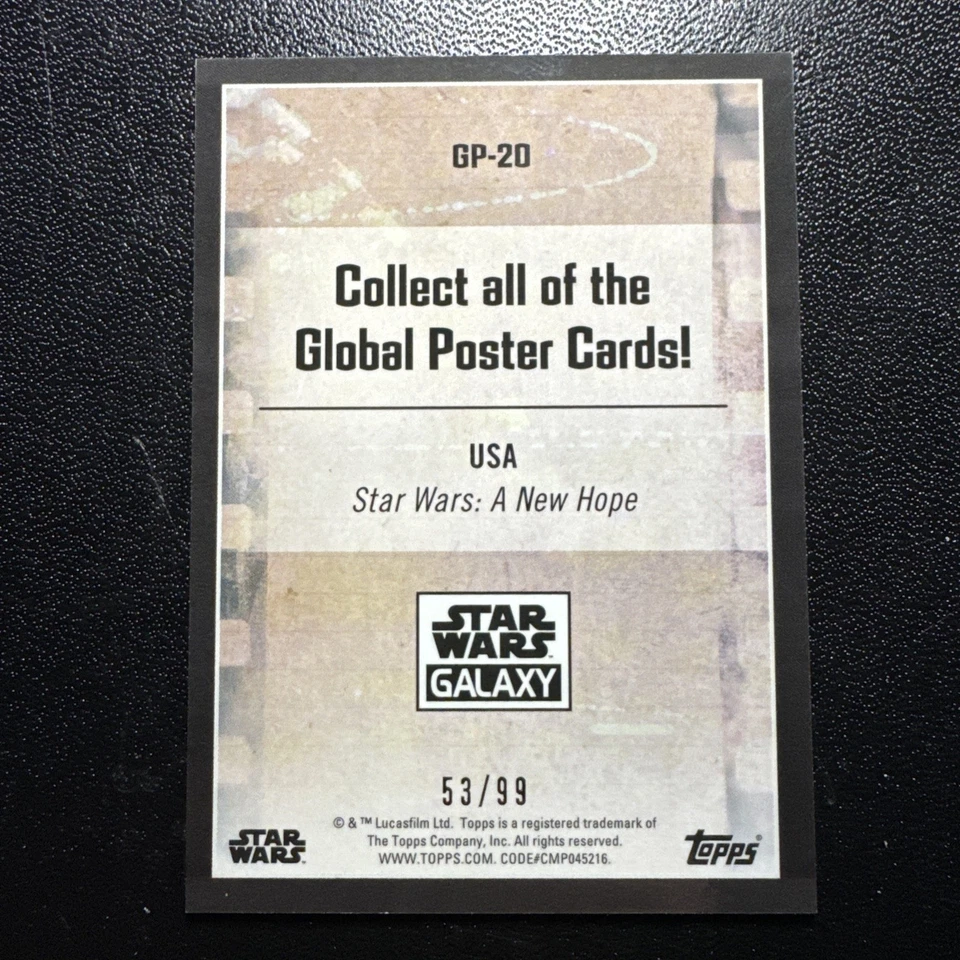 GP-20
Collect all of the
Global Poster Cards!
USA
Star Wars: A New Hope
STAR
WARS™
GALAXY
53/99
© & ™ Lucasfilm Ltd. Topps is a registered trademark of
The Topps Company, Inc. All rights reserved.
WWW.TOPPS.COM. CODE#CMP045216.
STAR
WARS™
Topps®